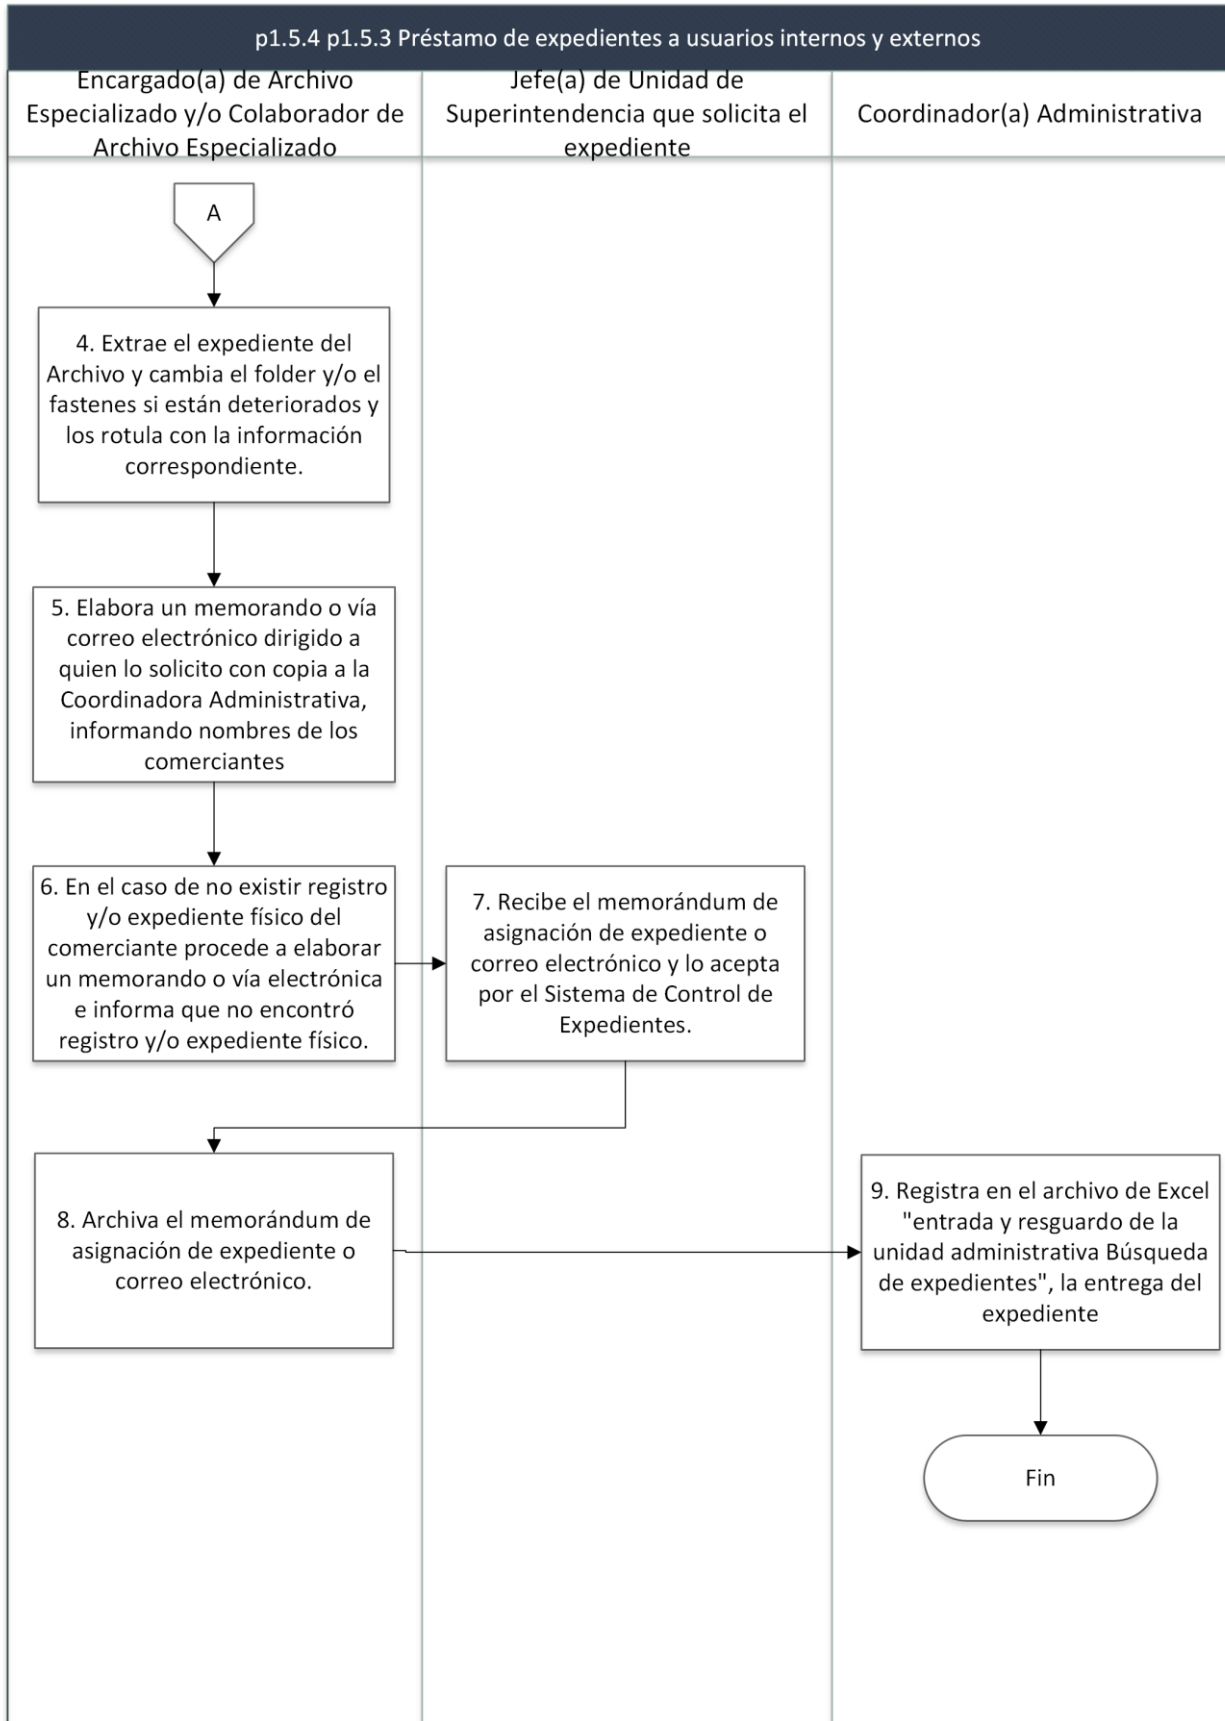 p1.5.4 p1.5.3 Préstamo de expedientes a usuarios internos y externos
Encargado(a) de Archivo
Especializado y/o Colaborador de
Archivo Especializado
Jefe(a) de Unidad de
Superintendencia que solicita el
expediente
Coordinador(a) Administrativa
A
4. Extrae el expediente del
Archivo y cambia el folder y/o el
fastenes si están deteriorados y
los rotula con la información
correspondiente.
5. Elabora un memorando o vía
correo electrónico dirigido a
quien lo solicito con copia a la
Coordinadora Administrativa,
informando nombres de los
comerciantes
6. En el caso de no existir registro
y/o expediente físico del
comerciante procede a elaborar
un memorando o vía electrónica
e informa que no encontró
registro y/o expediente físico.
7. Recibe el memorándum de
asignación de expediente o
correo electrónico y lo acepta
por el Sistema de Control de
Expedientes.
8. Archiva el memorándum de
asignación de expediente o
correo electrónico.
9. Registra en el archivo de Excel
"entrada y resguardo de la
unidad administrativa Búsqueda
de expedientes", la entrega del
expediente
Fin